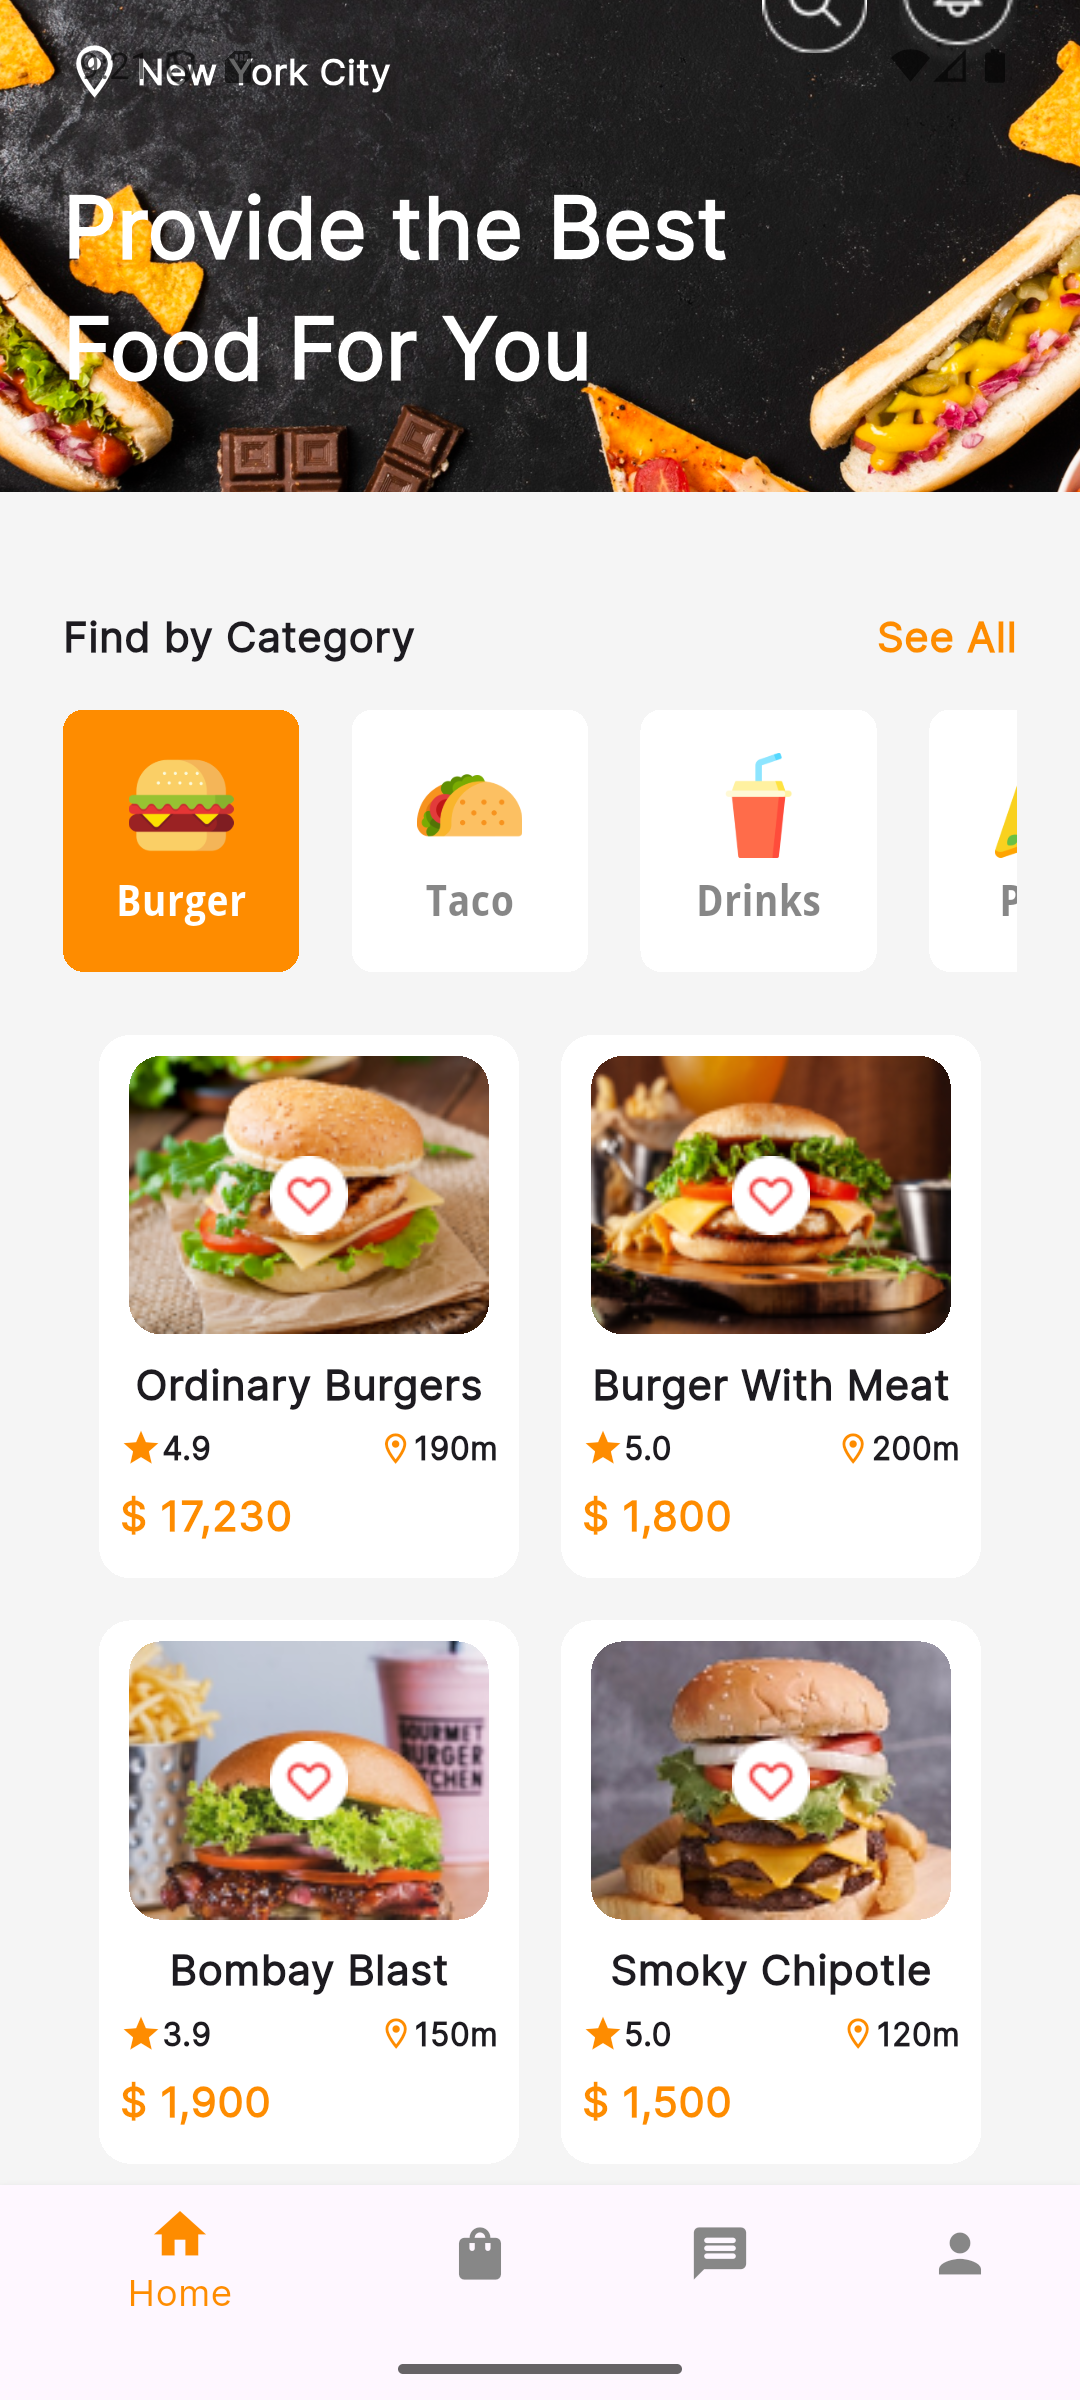 New York City
Provide the Best
Food For You
Find by Category
See All
Burger
Taco
Drinks
P
Ordinary Burgers
Burger With Meat
4.9
190m
5.0
200m
$ 17,230
$ 1,800
GOURMET
BURGER
Bombay Blast
Smoky Chipotle
3.9
150m
5.0
120m
$ 1,900
$ 1,500
Home